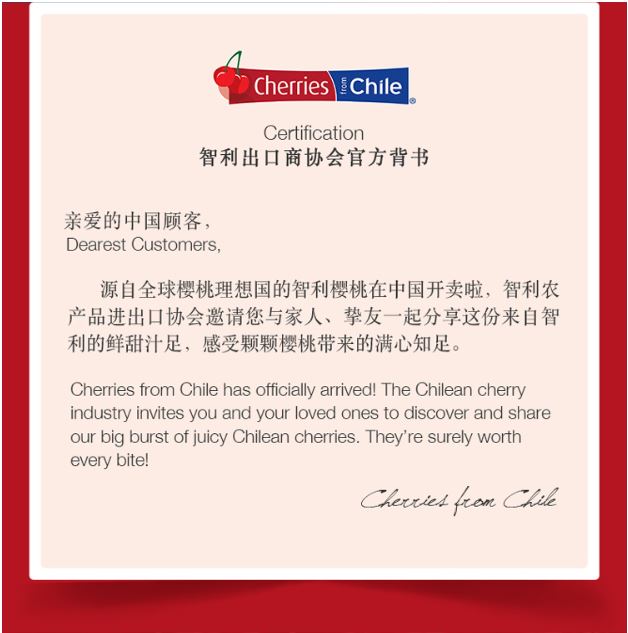 Cherries from Chile®
Certification
智利出口商协会官方背书
亲爱的中国顾客，
Dearest Customers,
源自全球樱桃理想国的智利樱桃在中国开卖啦，智利农
产品进出口协会邀请您与家人、挚友一起分享这份来自智
利的鲜甜汁足，感受颗颗樱桃带来的满心知足。
Cherries from Chile has officially arrived! The Chilean cherry
industry invites you and your loved ones to discover and share
our big burst of juicy Chilean cherries. They’re surely worth
every bite!
Cherries from Chile